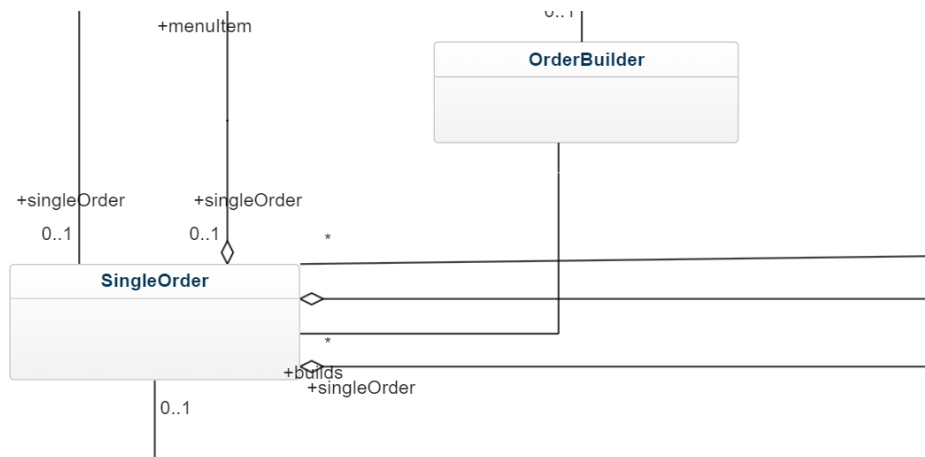 0..1
+menuItem
OrderBuilder
+singleOrder
+singleOrder
0..1
0..1
*
SingleOrder
*
+builds
+singleOrder
0..1